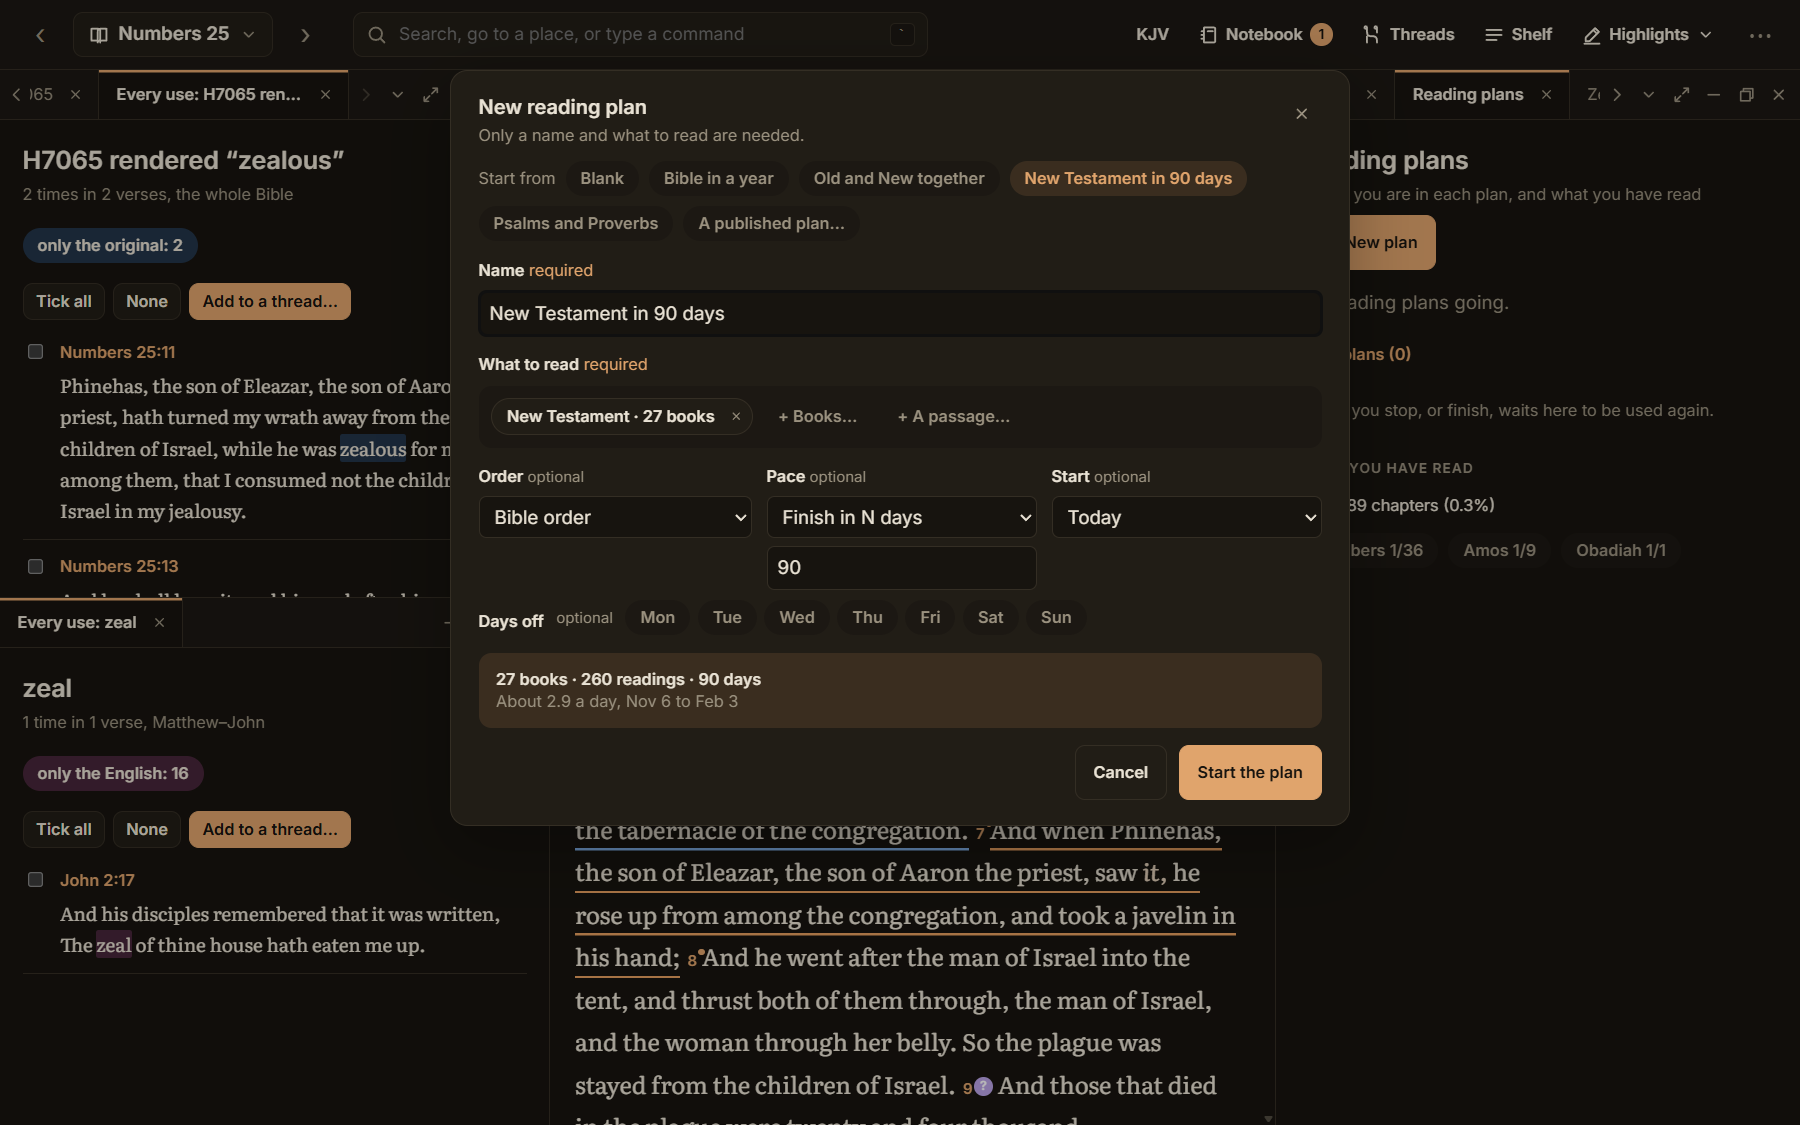 Numbers 25
Search, go to a place, or type a command
`
KJV
Notebook 1
Threads
Shelf
Highlights
065
Every use: H7065 ren...
Reading plans
H7065 rendered “zealous”
2 times in 2 verses, the whole Bible
only the original: 2
Tick all
None
Add to a thread...
Numbers 25:11
Phinehas, the son of Eleazar, the son of Aaro
priest, hath turned my wrath away from the
children of Israel, while he was zealous for
among them, that I consumed not the childr
Israel in my jealousy.
Numbers 25:13
Every use: zeal
zeal
1 time in 1 verse, Matthew–John
only the English: 16
Tick all
None
Add to a thread...
John 2:17
And his disciples remembered that it was written,
The zeal of thine house hath eaten me up.
New reading plan
Only a name and what to read are needed.
Start from
Blank
Bible in a year
Old and New together
New Testament in 90 days
Psalms and Proverbs
A published plan...
Name required
New Testament in 90 days
What to read required
New Testament · 27 books
+ Books...
+ A passage...
Order optional
Pace optional
Start optional
Bible order
Finish in N days
Today
90
Days off optional
Mon
Tue
Wed
Thu
Fri
Sat
Sun
27 books · 260 readings · 90 days
About 2.9 a day, Nov 6 to Feb 3
Cancel
Start the plan
the tabernacle of the congregation. 7 And when Phinehas,
the son of Eleazar, the son of Aaron the priest, saw it, he
rose up from among the congregation, and took a javelin in
his hand; 8 And he went after the man of Israel into the
tent, and thrust both of them through, the man of Israel,
and the woman through her belly. So the plague was
stayed from the children of Israel. 9 ? And those that died
in the plague were twenty and four thousand.
ding plans
you are in each plan, and what you have read
New plan
ading plans going.
lans (0)
you stop, or finish, waits here to be used again.
YOU HAVE READ
89 chapters (0.3%)
bers 1/36
Amos 1/9
Obadiah 1/1